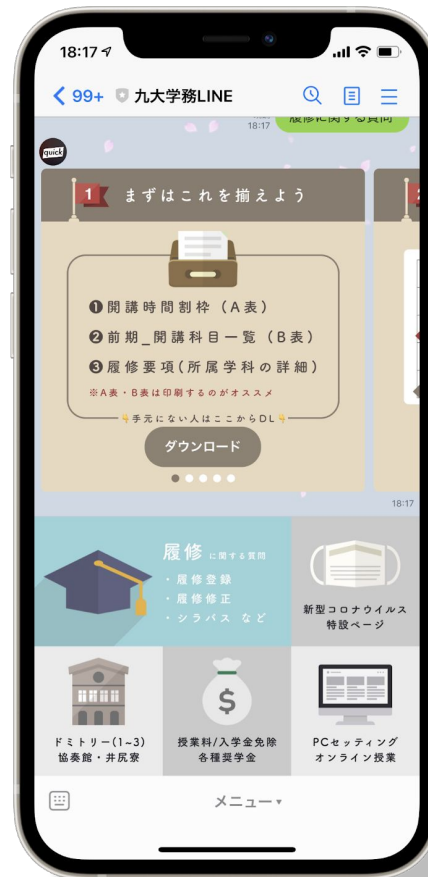 18:17
99+ 九大学務LINE
18:17
履修に関する質問
quick
1 まずはこれを揃えよう
❶開講時間割枠（A表）
❷前期_開講科目一覧（B表）
❸履修要項(所属学科の詳細)
※A表・B表は印刷するのがオススメ
👇手元にない人はここからDL👇
ダウンロード
18:17
履修 に関する質問
・履修登録
・履修修正
・シラバス など
新型コロナウイルス
特設ページ
ドミトリー(1~3)
協奏館・井尻寮
$
授業料/入学金免除
各種奨学金
PCセッティング
オンライン授業
メニュー▾